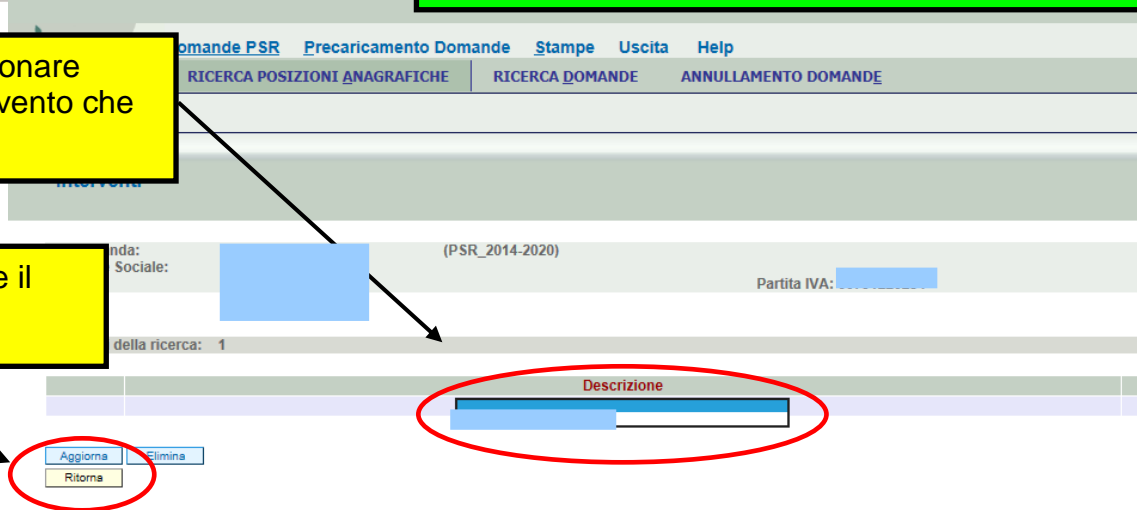 omande PSR Precaricamento Domande Stampe Uscita Help
RICERCA POSIZIONI ANAGRAFICHE RICERCA DOMANDE ANNULLAMENTO DOMANDE
onare
vento che
Interventi
nda: (PSR_2014-2020)
Sociale:
Partita IVA:
e il
della ricerca: 1
Descrizione
Aggiorna Elimina
Ritorna